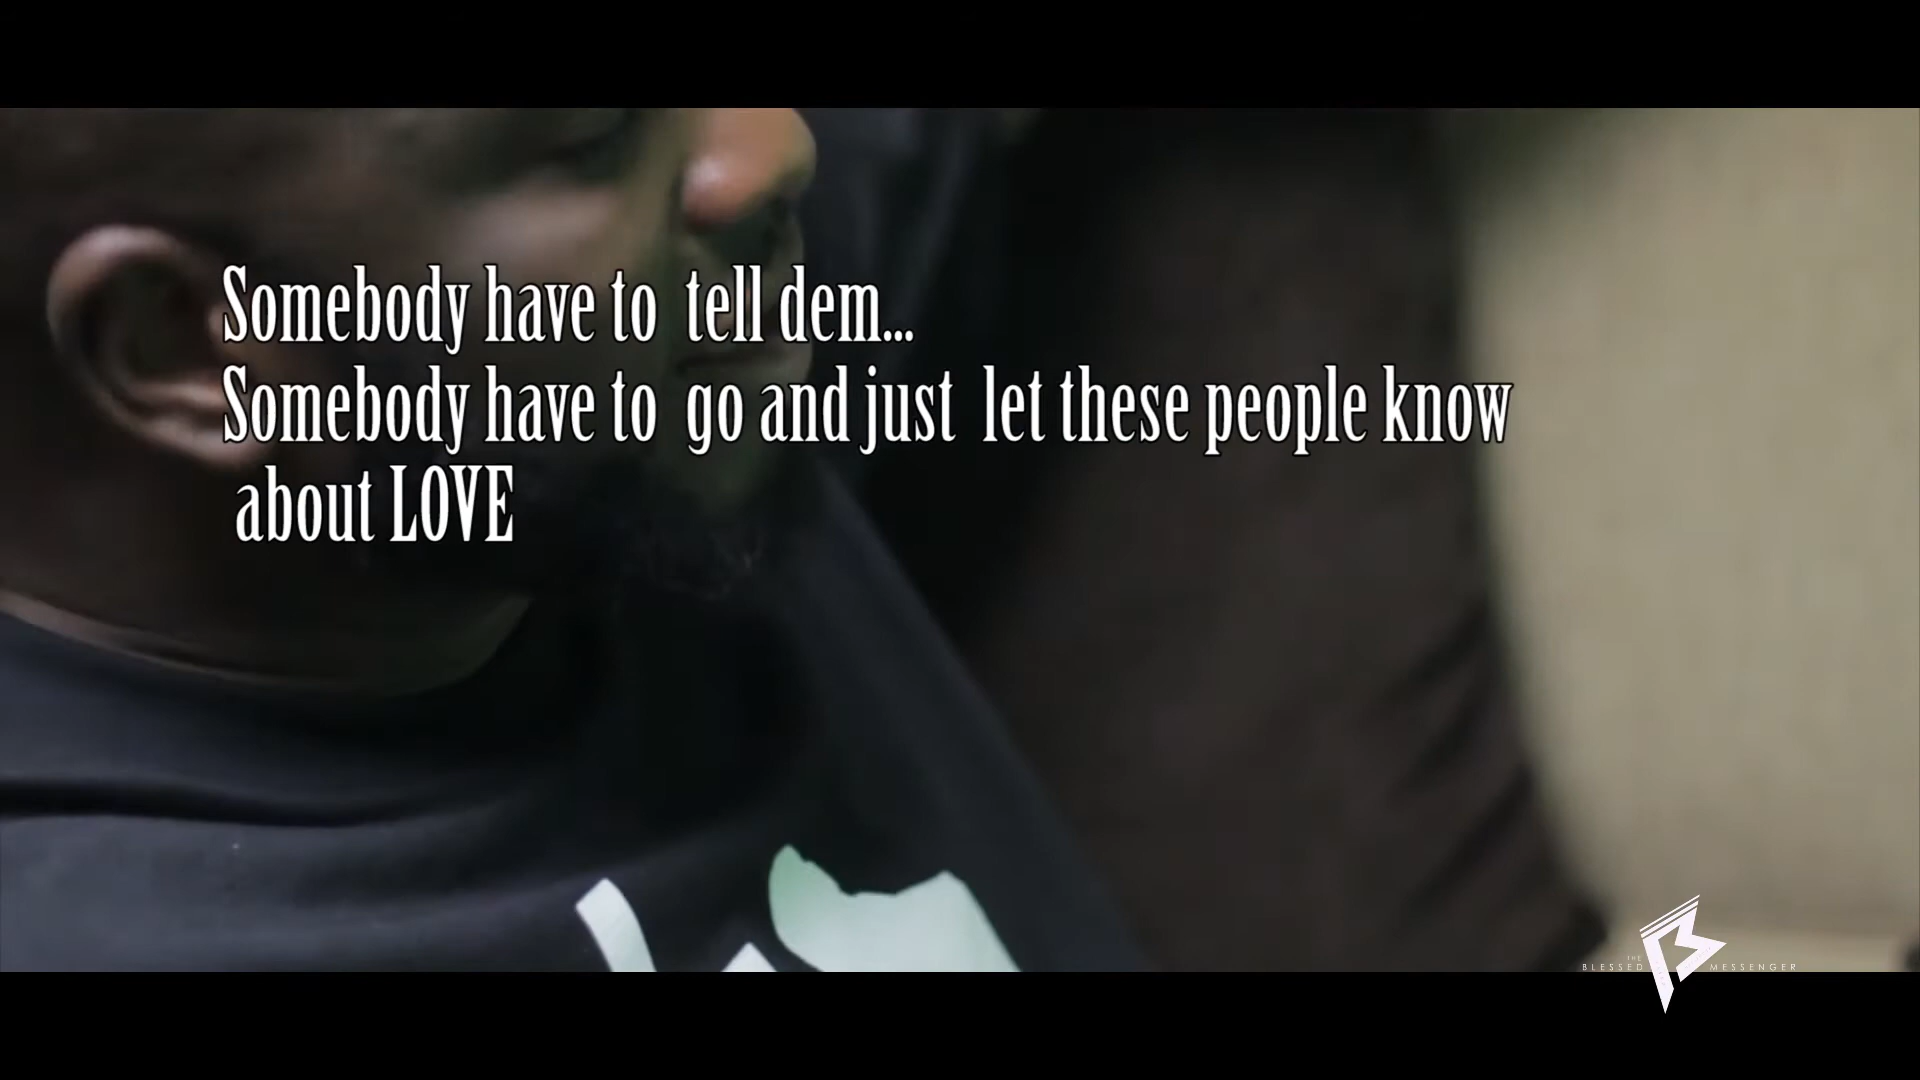 Somebody have to tell dem...
Somebody have to go and just let these people know
about LOVE
THE
BLESSED MESSENGER